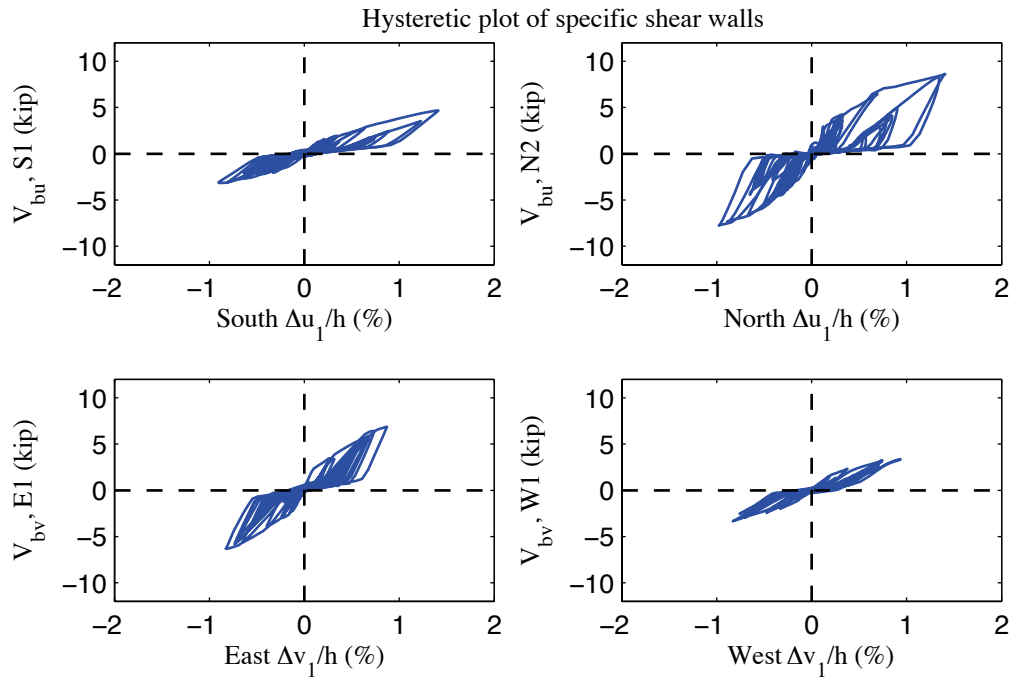 Hysteretic plot of specific shear walls
V_bu, S1 (kip)
10
5
0
−5
−10
−2 −1 0 1 2
South Δu_1/h (%)
V_bu, N2 (kip)
10
5
0
−5
−10
−2 −1 0 1 2
North Δu_1/h (%)
V_bv, E1 (kip)
10
5
0
−5
−10
−2 −1 0 1 2
East Δv_1/h (%)
V_bv, W1 (kip)
10
5
0
−5
−10
−2 −1 0 1 2
West Δv_1/h (%)